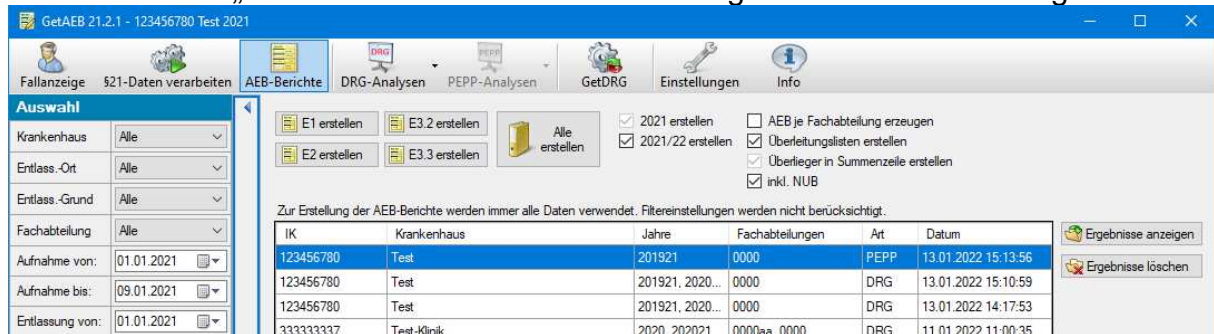 GetAEB 21.2.1 - 123456780 Test 2021
Fallanzeige §21-Daten verarbeiten AEB-Berichte DRG-Analysen PEPP-Analysen GetDRG Einstellungen Info
Auswahl
Krankenhaus Alle
Entlass.-Ort Alle
Entlass.-Grund Alle
Fachabteilung Alle
Aufnahme von: 01.01.2021
Aufnahme bis: 09.01.2021
Entlassung von: 01.01.2021
E1 erstellen E3.2 erstellen
E2 erstellen E3.3 erstellen
Alle
erstellen
2021 erstellen
2021/22 erstellen
AEB je Fachabteilung erzeugen
Überleitungslisten erstellen
Überlieger in Summenzeile erstellen
inkl. NUB
Zur Erstellung der AEB-Berichte werden immer alle Daten verwendet. Filtereinstellungen werden nicht berücksichtigt.
IK Krankenhaus Jahre Fachabteilungen Art Datum
123456780 Test 201921 0000 PEPP 13.01.2022 15:13:56
123456780 Test 201921, 2020... 0000 DRG 13.01.2022 15:10:59
123456780 Test 201921, 2020... 0000 DRG 13.01.2022 14:17:53
333333337 Test-Klinik 2020, 202021 0000aa, 0000 DRG 11.01.2022 11:00:35
Ergebnisse anzeigen
Ergebnisse löschen